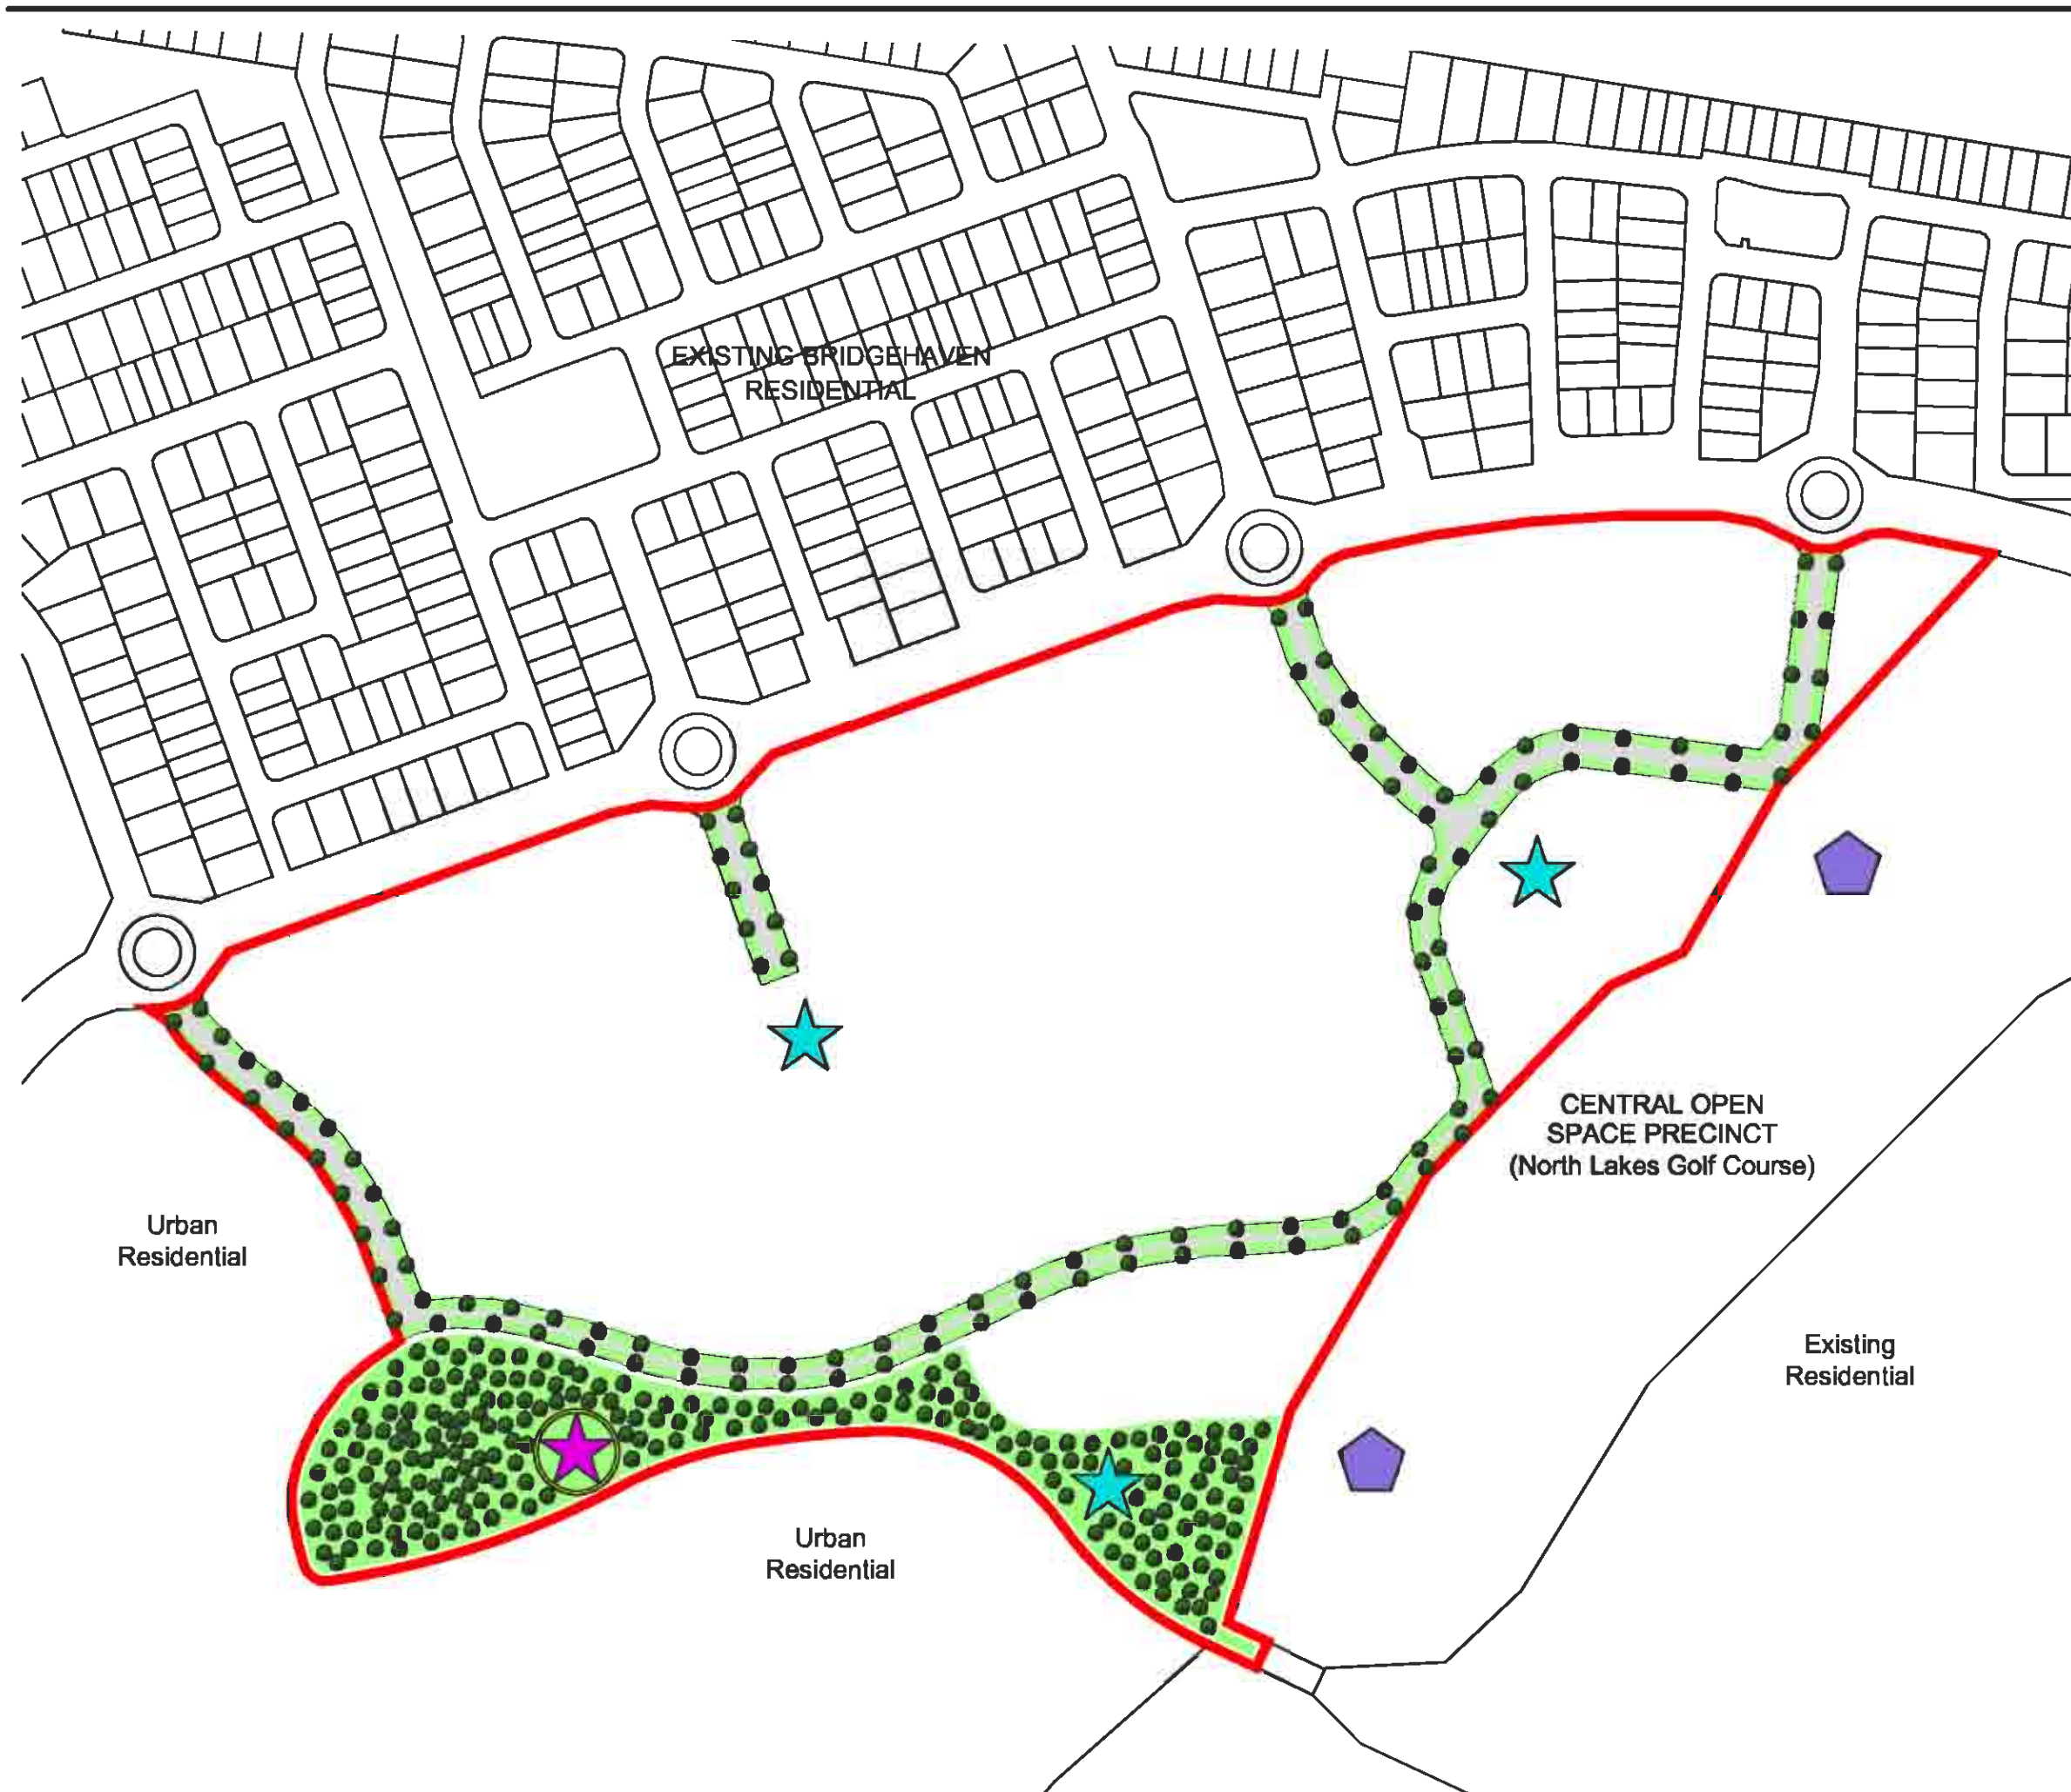 EXISTING BRIDGEHAVEN
RESIDENTIAL
CENTRAL OPEN
SPACE PRECINCT
(North Lakes Golf Course)
Urban
Residential
Existing
Residential
Urban
Residential